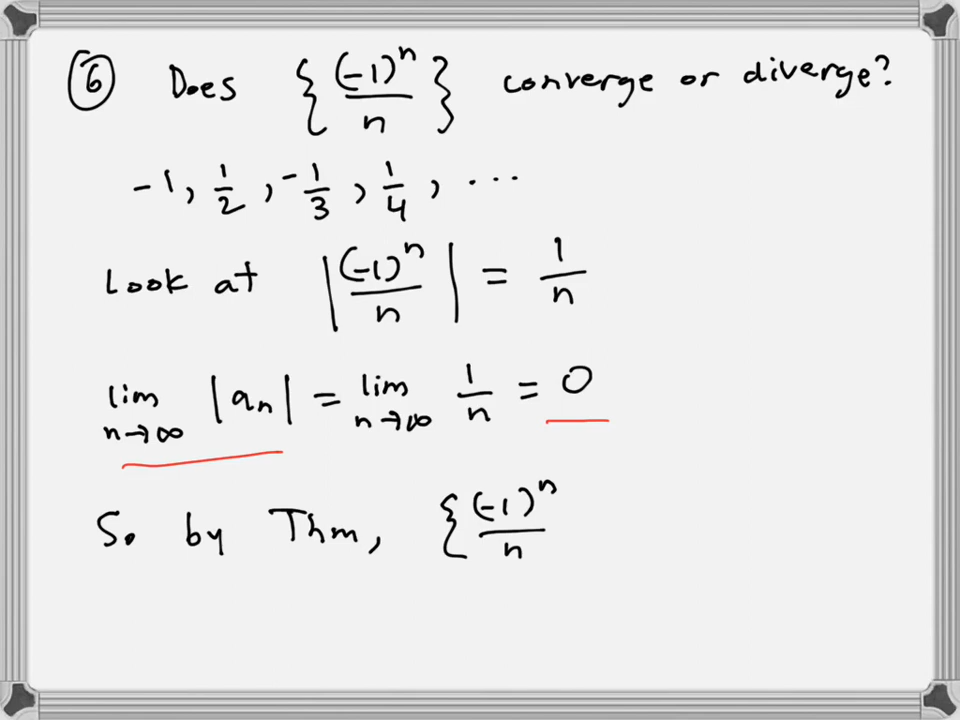 ⑥ Does {(-1)^n/n} converge or diverge?
-1, 1/2, -1/3, 1/4, ...
Look at |(-1)^n/n| = 1/n
lim n→∞ |aₙ| = lim n→∞ 1/n = 0
So by Thm, {(-1)^n/n